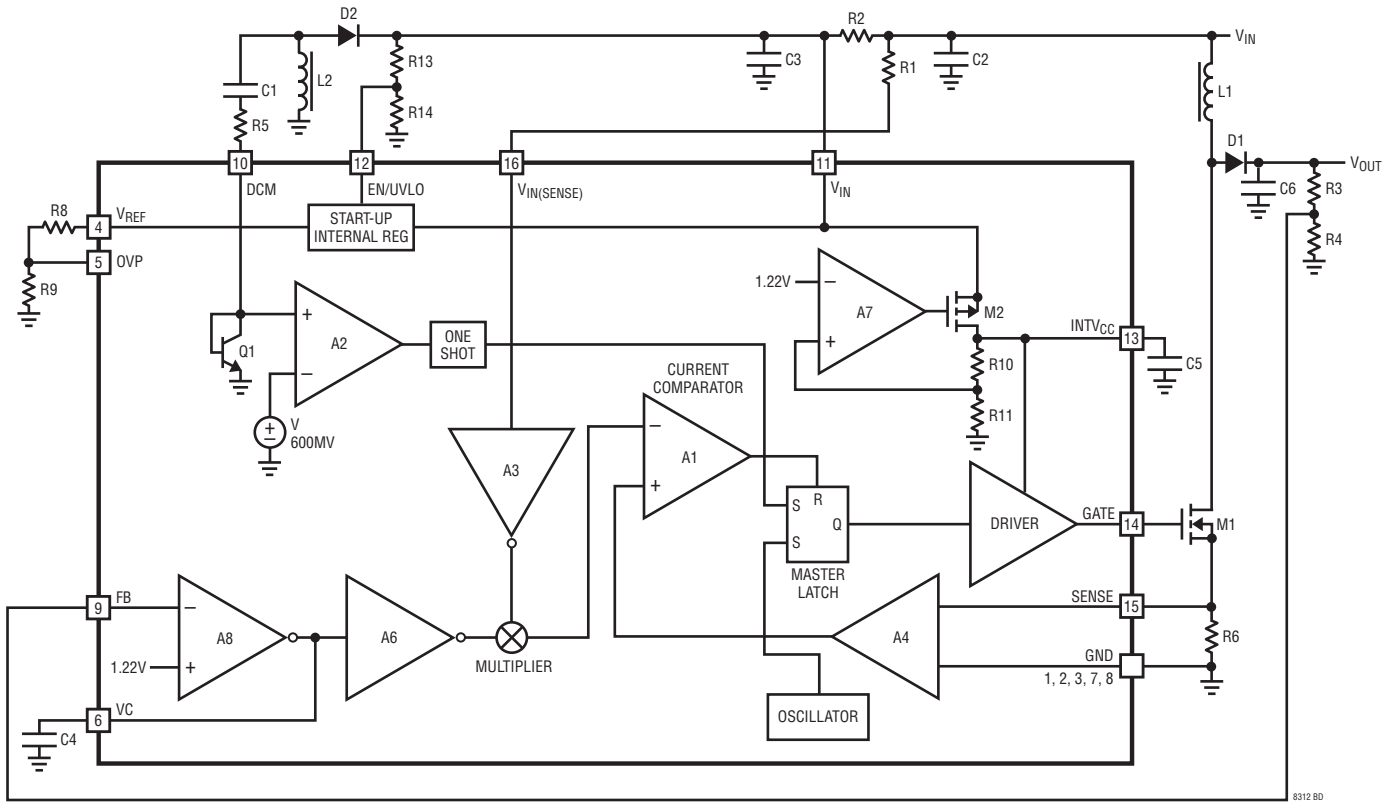 D2
R2
VIN
R13
C3
R1
C2
C1
L2
L1
R14
R5
D1
10
12
16
11
VOUT
DCM
EN/UVLO
VIN(SENSE)
VIN
C6
R3
R8
VREF
4
START-UP
INTERNAL REG
R4
5
OVP
R9
1.22V
−
A7
M2
+
A2
ONE
SHOT
+
INTVCC
13
Q1
−
CURRENT
COMPARATOR
R10
C5
V
600MV
+
−
R11
−
A3
A1
+
R
S
Q
DRIVER
GATE
14
M1
S
MASTER
LATCH
9
FB
−
SENSE
15
A8
A6
A4
R6
1.22V
+
MULTIPLIER
GND
1, 2, 3, 7, 8
6
VC
C4
OSCILLATOR
8312 BD